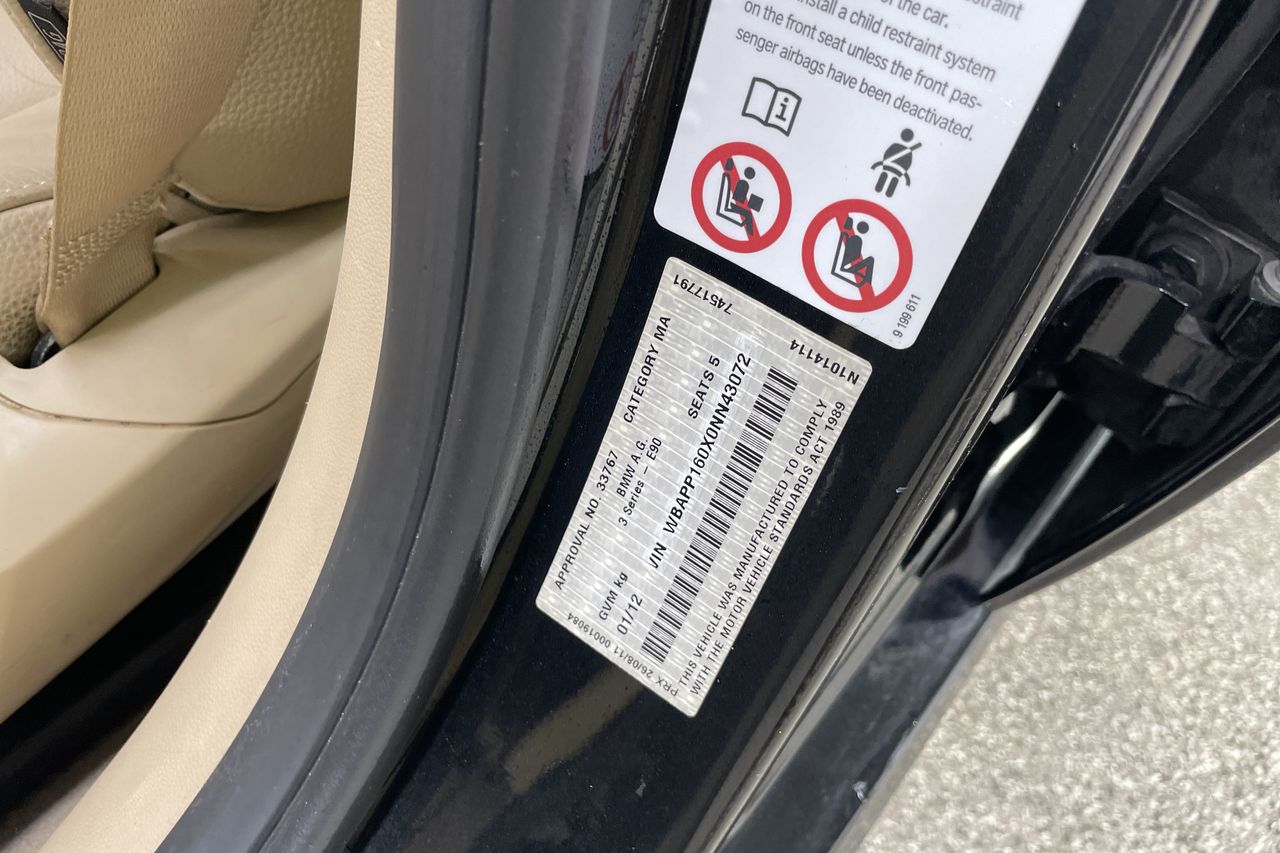 of the car.
install a child restraint system
on the front seat unless the front pas-
senger airbags have been deactivated.
i
9 199 611
74517791
N1014114
APPROVAL NO. 33767 CATEGORY MA
BMW A.G.
3 Series – E90
GVM kg SEATS 5
01/12 VIN WBAPP160X0NN43072
THIS VEHICLE WAS MANUFACTURED TO COMPLY
WITH THE MOTOR VEHICLE STANDARDS ACT 1989
PRX 26/08/11 00019084